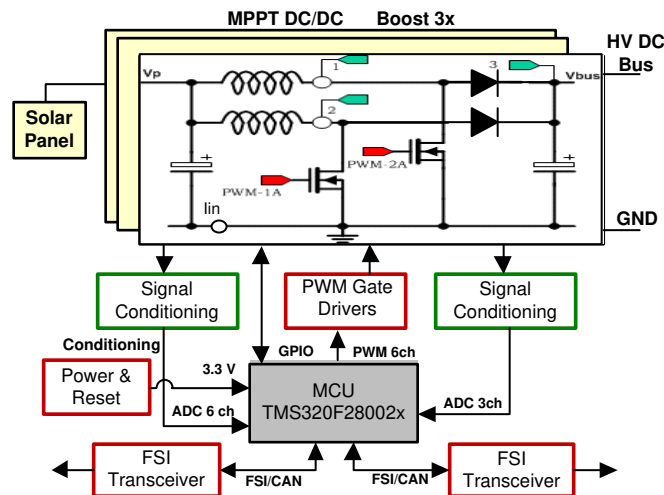 MPPT DC/DC Boost 3x
HV DC
Bus
Vp
1
3
Vbus
Solar
Panel
2
PWM-1A
PWM-2A
+
+
Iin
GND
Signal
Conditioning
PWM Gate
Drivers
Signal
Conditioning
Conditioning
GPIO
PWM 6ch
Power &
Reset
3.3 V
MCU
TMS320F28002x
ADC 6 ch
ADC 3ch
FSI
Transceiver
FSI/CAN
FSI/CAN
FSI
Transceiver